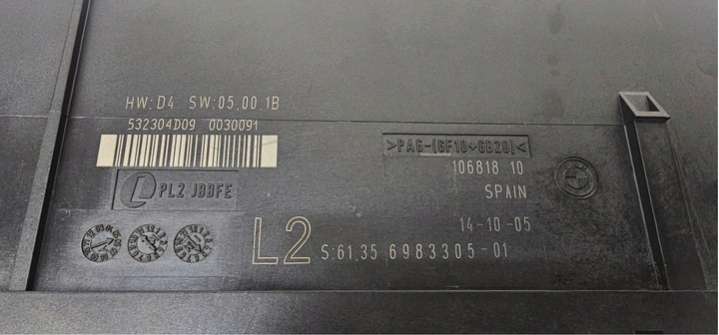 HW:D4 SW:05.00.1B
532304D09 0030091
>PA6-(GF10+GB20)<
106818 10
PL2 JBBFE
SPAIN
14-10-05
L2 S:61.35 6983305-01